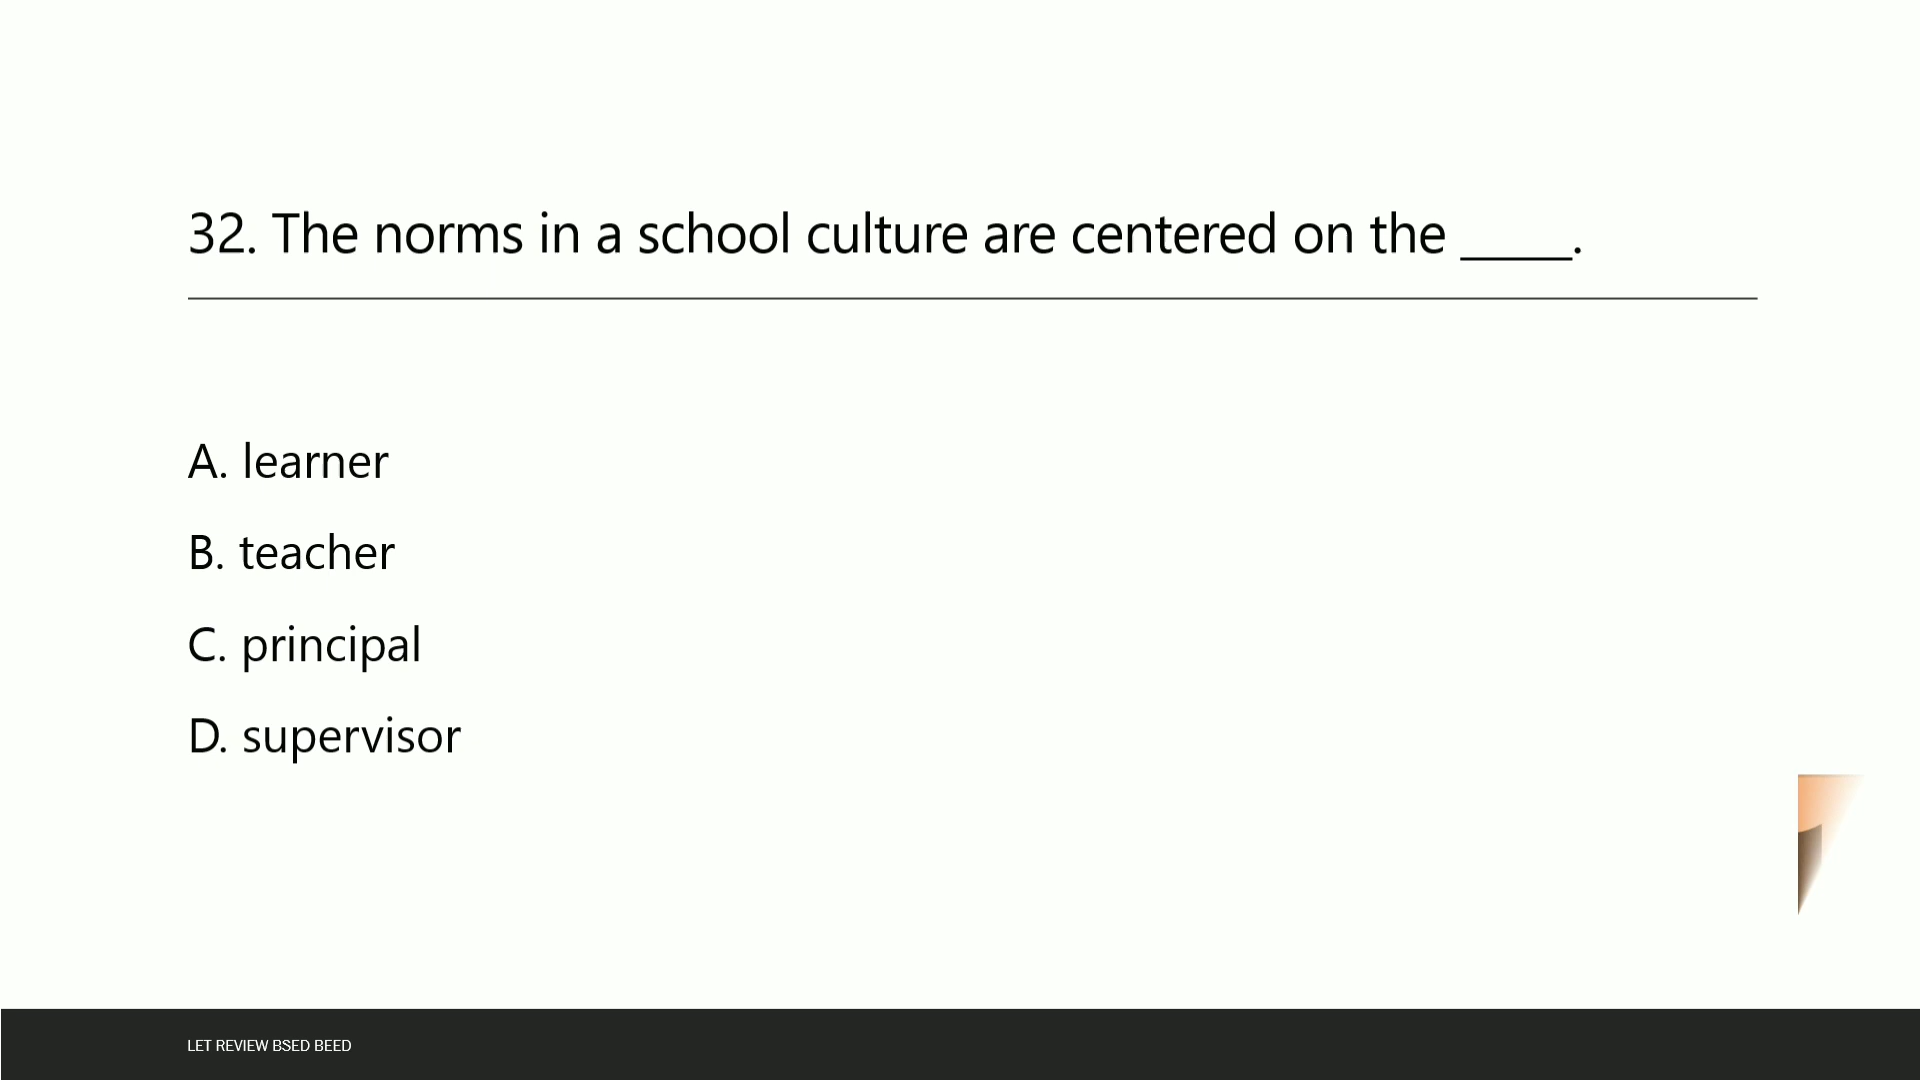 32. The norms in a school culture are centered on the _____.
A. learner
B. teacher
C. principal
D. supervisor
LET REVIEW BSED BEED